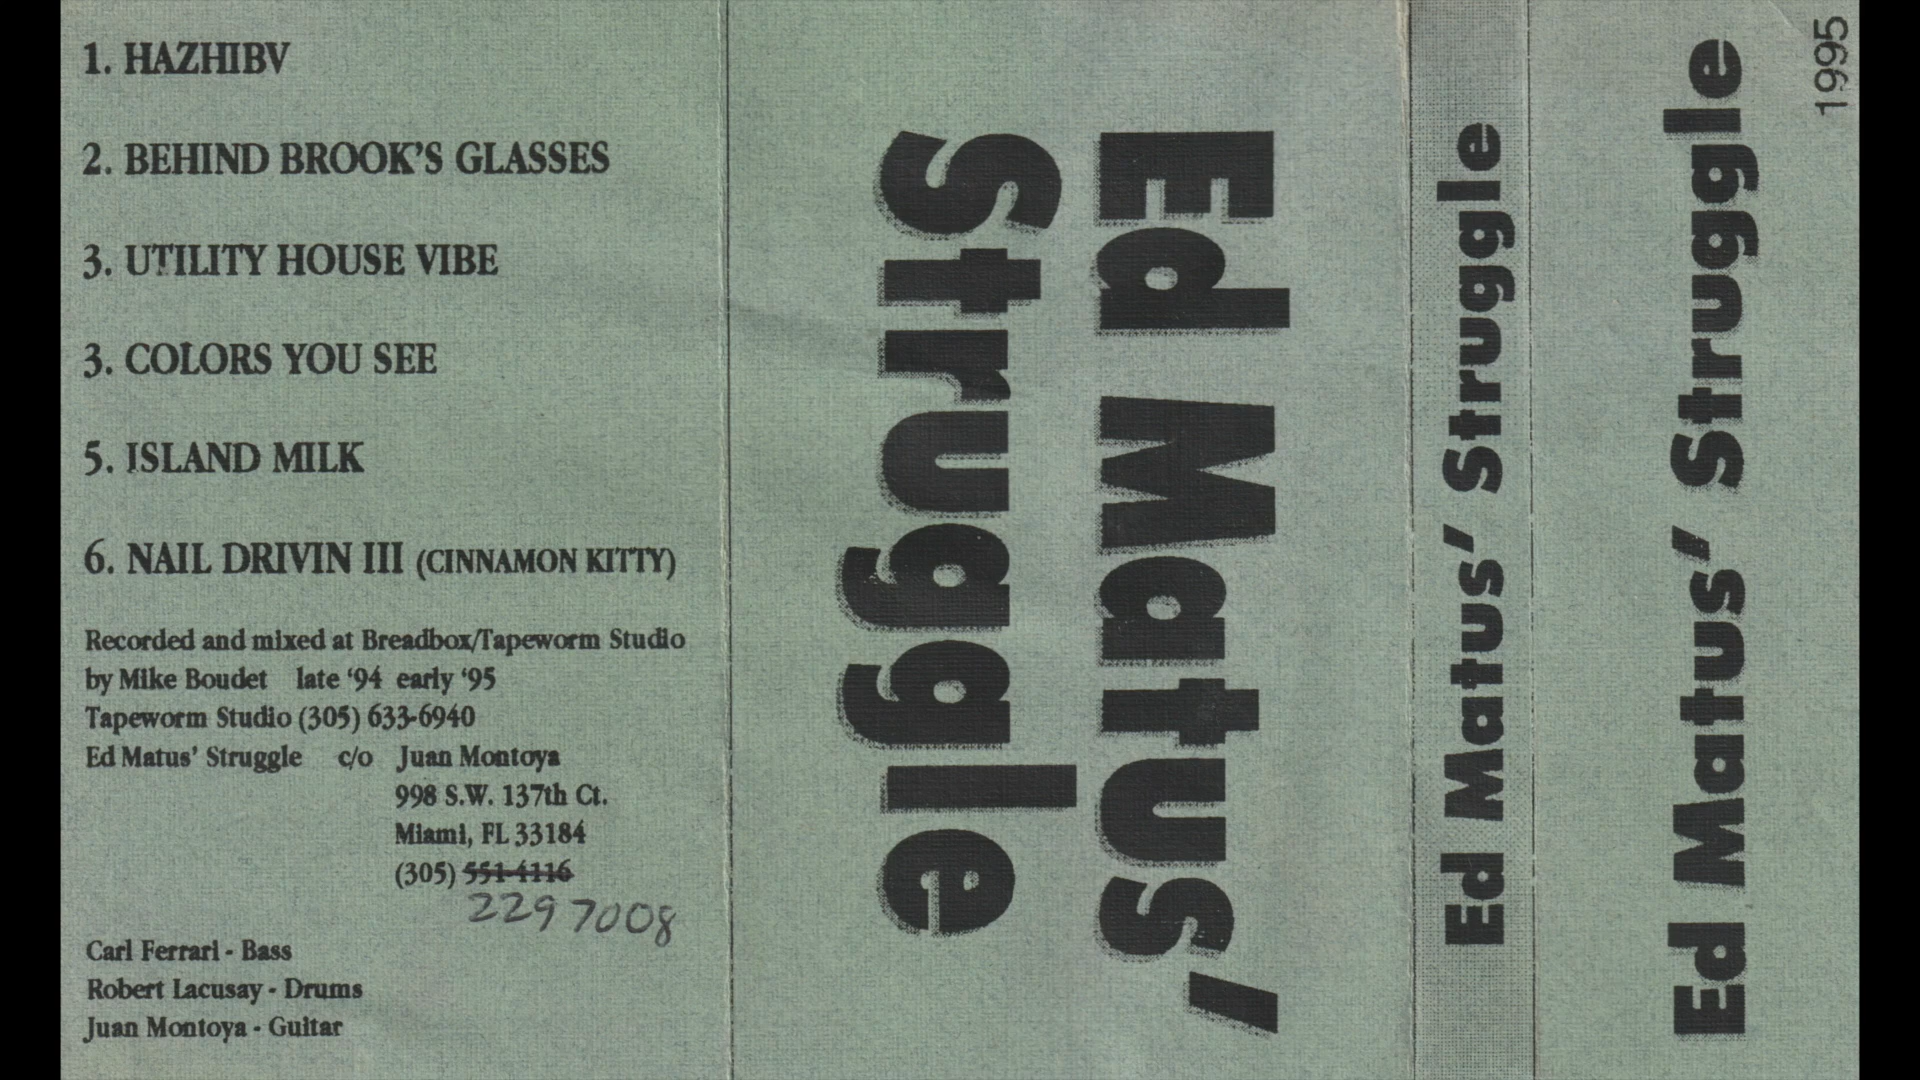 1. HAZHIBV
2. BEHIND BROOK'S GLASSES
3. UTILITY HOUSE VIBE
3. COLORS YOU SEE
5. ISLAND MILK
6. NAIL DRIVIN III (CINNAMON KITTY)
Recorded and mixed at Breadbox/Tapeworm Studio
by Mike Boudet late '94 early '95
Tapeworm Studio (305) 633-6940
Ed Matus' Struggle c/o Juan Montoya
998 S.W. 137th Ct.
Miami, FL 33184
(305) 551-4116
229 7008
Carl Ferrari - Bass
Robert Lacusay - Drums
Juan Montoya - Guitar
Ed Matus'
Struggle
Ed Matus' Struggle
Ed Matus' Struggle
1995